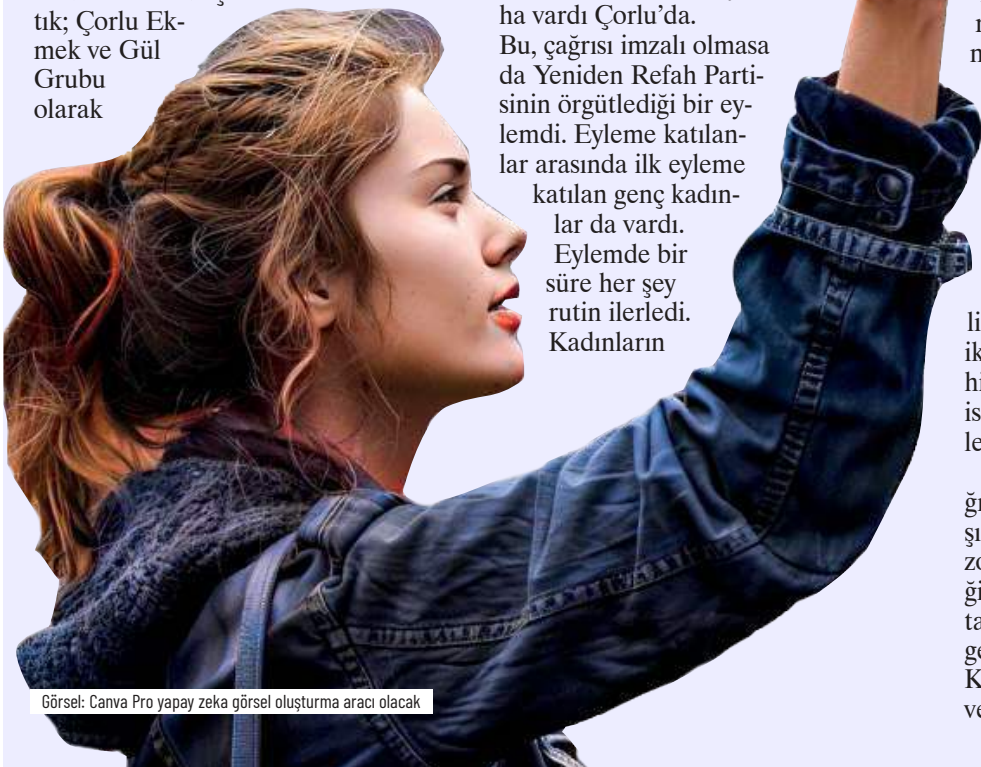 tık; Çorlu Ek-
mek ve Gül
Grubu
olarak
ha vardı Çorlu’da.
Bu, çağrısı imzalı olmasa
da Yeniden Refah Parti-
sinin örgütlediği bir ey-
lemdi. Eyleme katılan-
lar arasında ilk eyleme
katılan genç kadın-
lar da vardı.
Eylemde bir
süre her şey
rutin ilerledi.
Kadınların
Görsel: Canva Pro yapay zeka görsel oluşturma aracı olacak